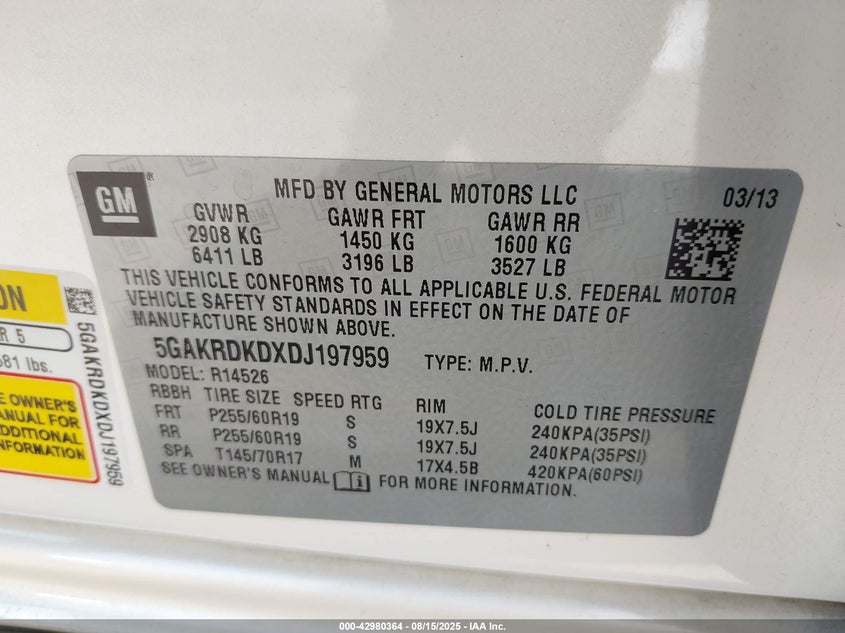 GM
®
MFD BY GENERAL MOTORS LLC
03/13
GVWR GAWR FRT GAWR RR
2908 KG 1450 KG 1600 KG
6411 LB 3196 LB 3527 LB
THIS VEHICLE CONFORMS TO ALL APPLICABLE U.S. FEDERAL MOTOR
VEHICLE SAFETY STANDARDS IN EFFECT ON THE DATE OF
MANUFACTURE SHOWN ABOVE.
5GAKRDKDXDJ197959 TYPE: M.P.V.
MODEL: R14526
RBBH TIRE SIZE SPEED RTG RIM COLD TIRE PRESSURE
FRT P255/60R19 S 19X7.5J 240KPA(35PSI)
RR P255/60R19 S 19X7.5J 240KPA(35PSI)
SPA T145/70R17 M 17X4.5B 420KPA(60PSI)
SEE OWNER'S MANUAL FOR MORE INFORMATION.
ON
R 5
681 lbs.
E OWNER'S
ANUAL FOR
DDITIONAL
FORMATION
5GAKRDKDXDJ197959
000-42980364 - 08/15/2025 - IAA Inc.